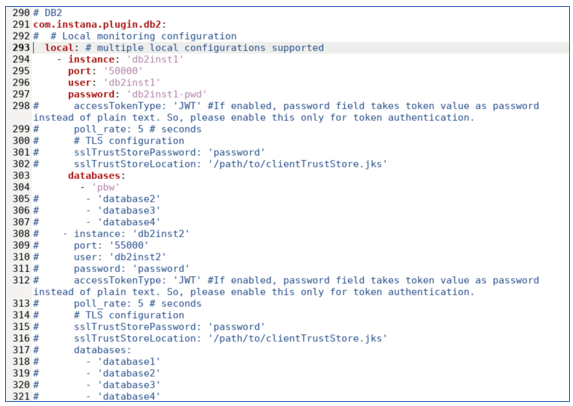 290 # DB2
291 com.instana.plugin.db2:
292 #  # Local monitoring configuration
293   local: # multiple local configurations supported
294     - instance: 'db2inst1'
295       port: '50000'
296       user: 'db2inst1'
297       password: 'db2inst1-pwd'
298 #      accessTokenType: 'JWT' #If enabled, password field takes token value as password
instead of plain text. So, please enable this only for token authentication.
299 #      poll_rate: 5 # seconds
300 #      # TLS configuration
301 #      sslTrustStorePassword: 'password'
302 #      sslTrustStoreLocation: '/path/to/clientTrustStore.jks'
303       databases:
304         - 'pbw'
305 #        - 'database2'
306 #        - 'database3'
307 #        - 'database4'
308 #    - instance: 'db2inst2'
309 #      port: '55000'
310 #      user: 'db2inst2'
311 #      password: 'password'
312 #      accessTokenType: 'JWT' #If enabled, password field takes token value as password
instead of plain text. So, please enable this only for token authentication.
313 #      poll_rate: 5 # seconds
314 #      # TLS configuration
315 #      sslTrustStorePassword: 'password'
316 #      sslTrustStoreLocation: '/path/to/clientTrustStore.jks'
317 #      databases:
318 #        - 'database1'
319 #        - 'database2'
320 #        - 'database3'
321 #        - 'database4'